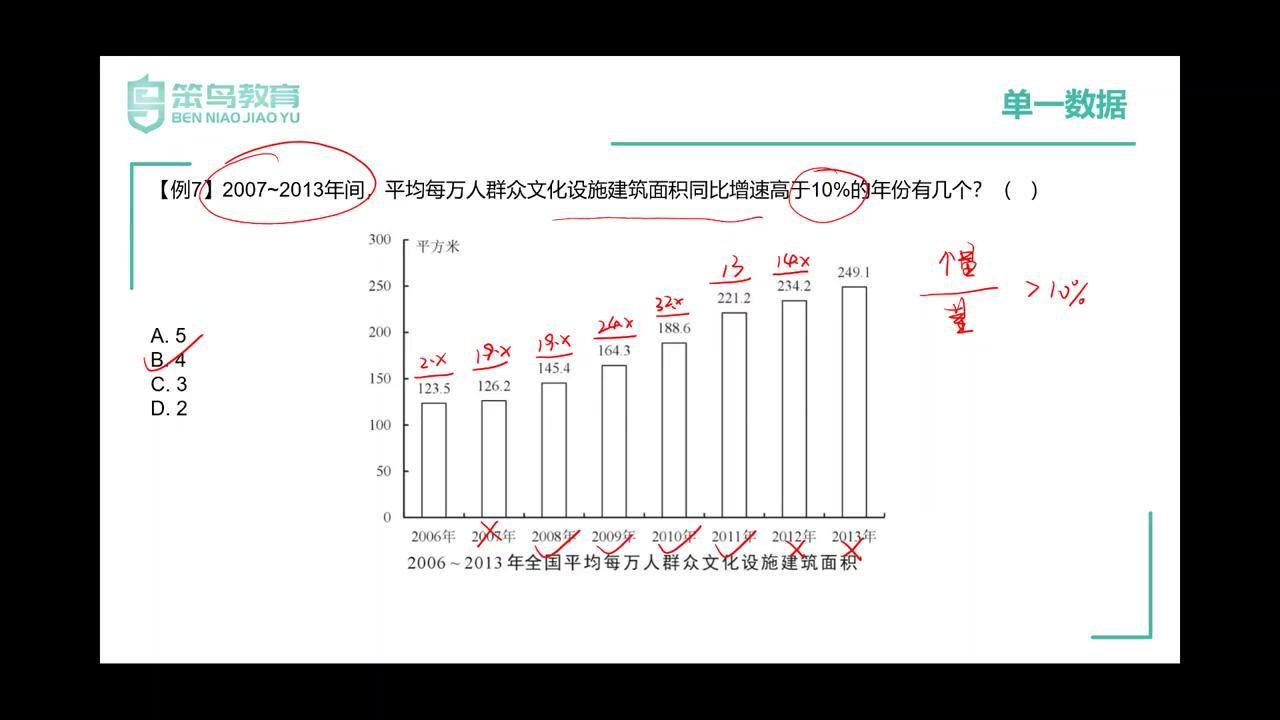 笨鸟教育
BEN NIAO JIAO YU
单一数据
【例7】2007~2013年间，平均每万人群众文化设施建筑面积同比增速高于10%的年份有几个？（ ）
A. 5
B. 4
C. 3
D. 2
平方米
300
250
200
150
100
50
0
2.x 19.x 19.x 24.x 32.x 13 14.x
123.5 126.2 145.4 164.3 188.6 221.2 234.2 249.1
2006年 2007年 2008年 2009年 2010年 2011年 2012年 2013年
2006~2013年全国平均每万人群众文化设施建筑面积
个量
>10%